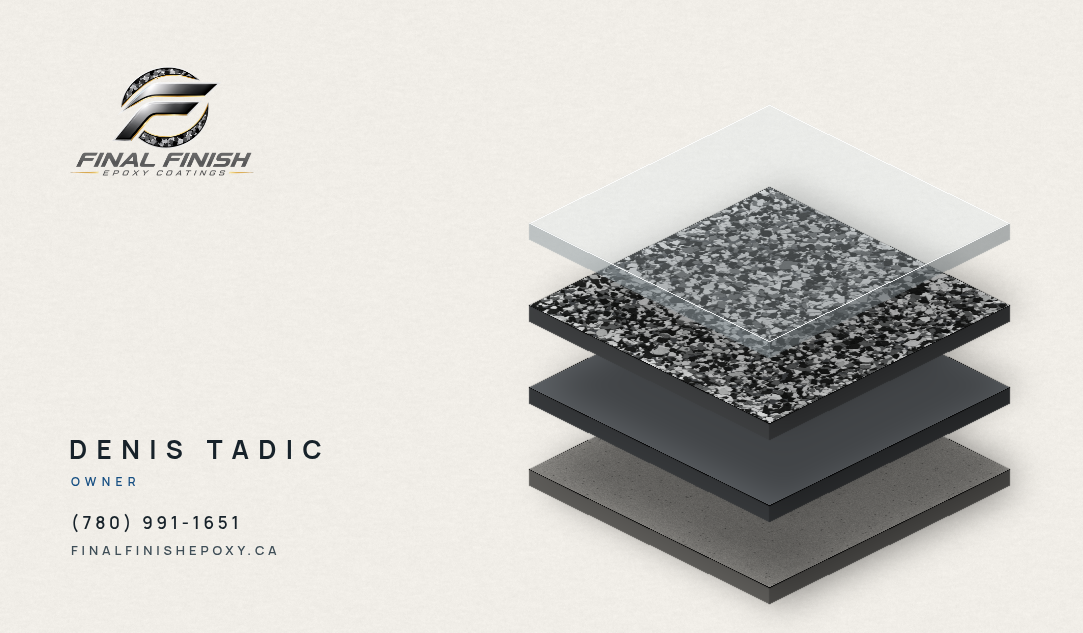 FINAL FINISH
EPOXY COATINGS
DENIS TADIC
OWNER
(780) 991-1651
FINALFINISHEPOXY.CA